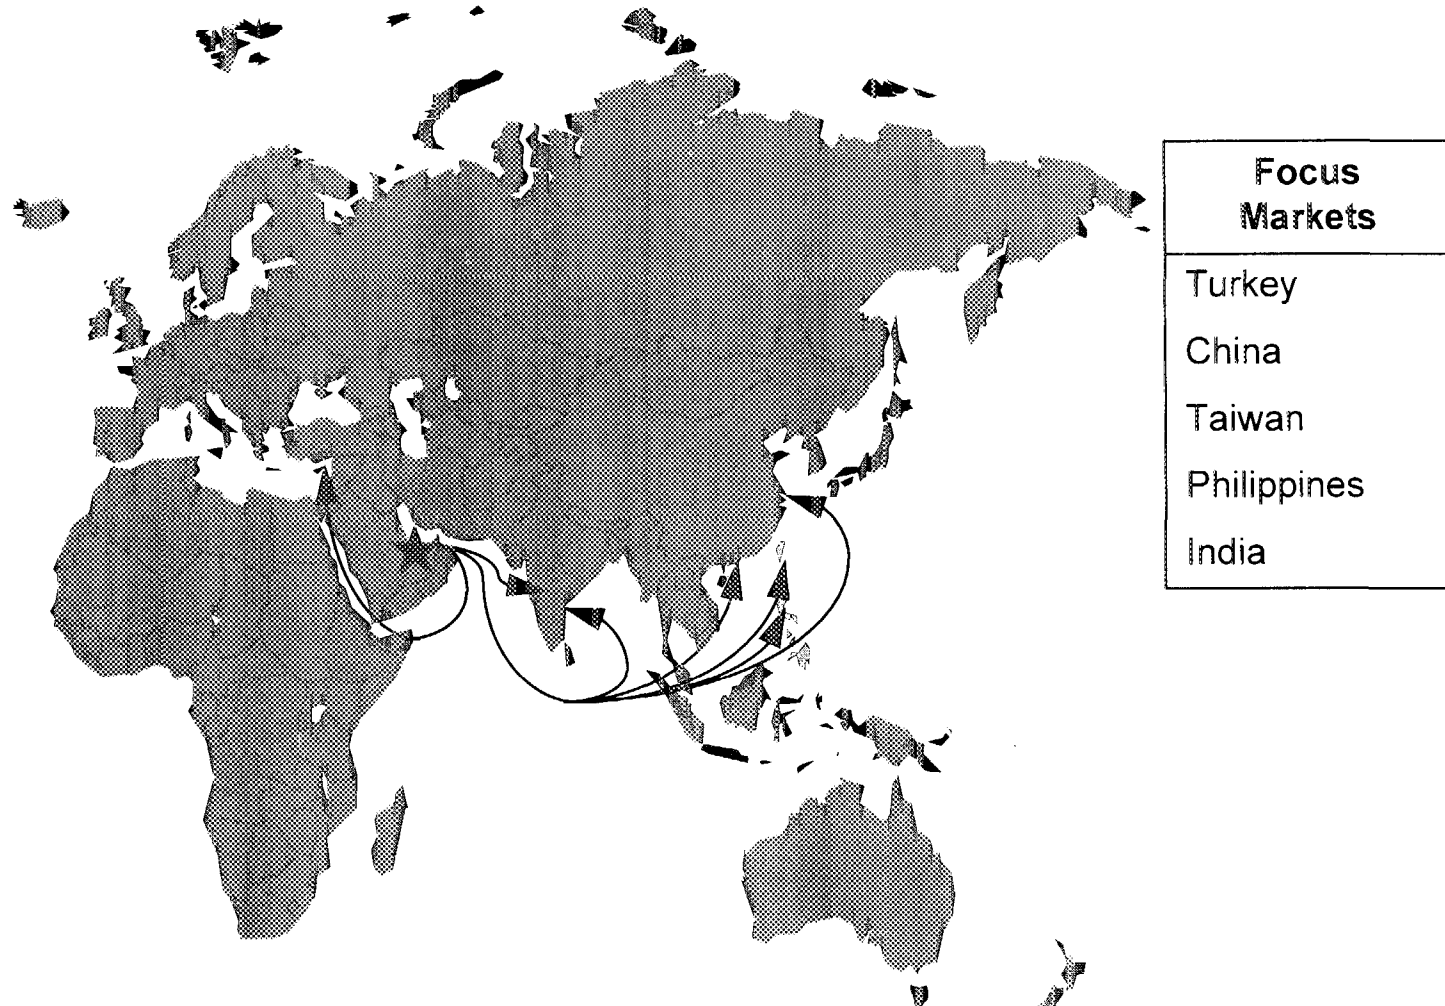 Focus
Markets
Turkey
China
Taiwan
Philippines
India